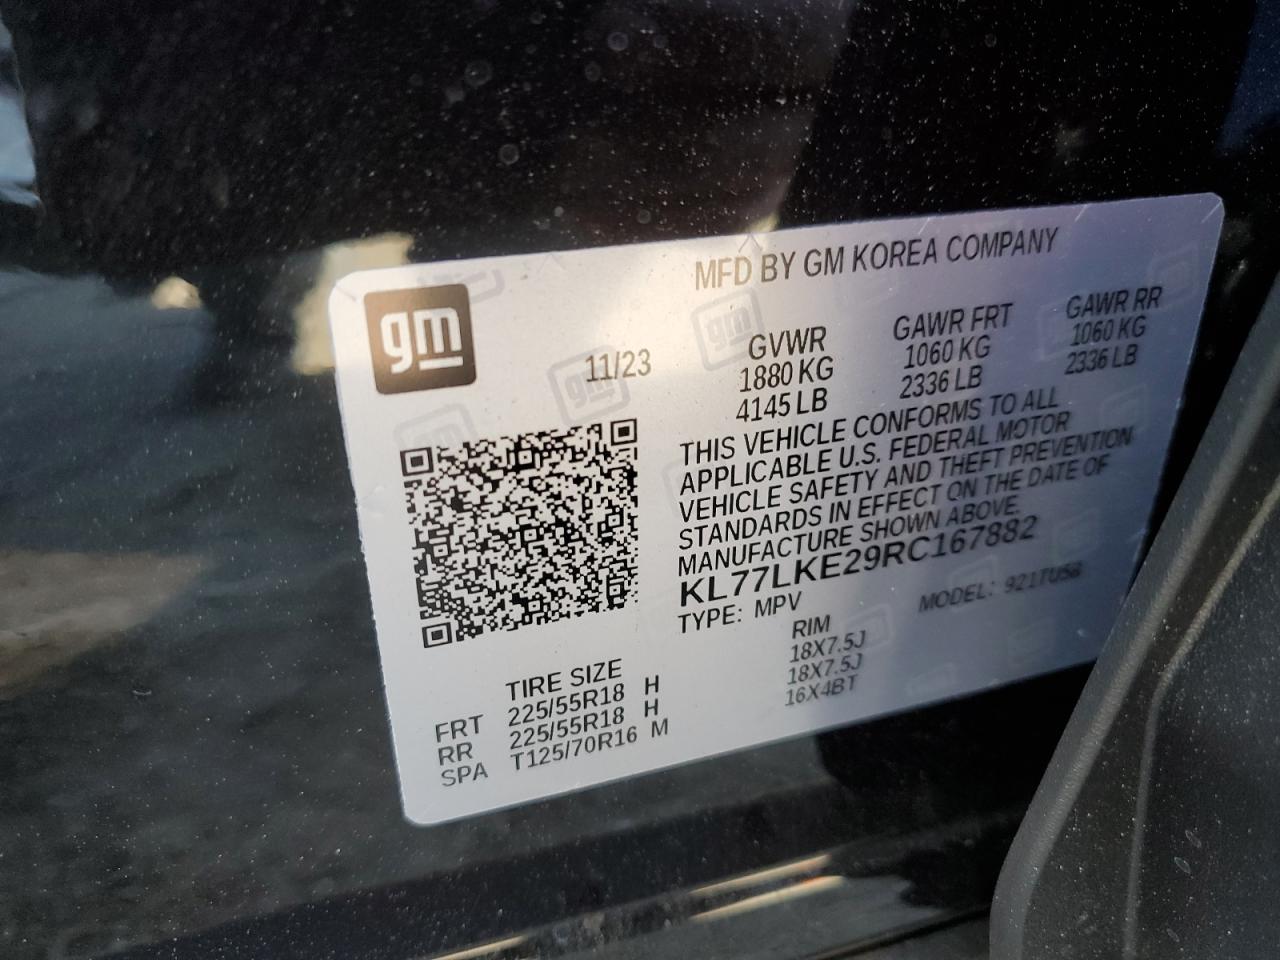 gm
MFD BY GM KOREA COMPANY
11/23
GVWR GAWR FRT GAWR RR
1880 KG 1060 KG 1060 KG
4145 LB 2336 LB 2336 LB
THIS VEHICLE CONFORMS TO ALL
APPLICABLE U.S. FEDERAL MOTOR
VEHICLE SAFETY AND THEFT PREVENTION
STANDARDS IN EFFECT ON THE DATE OF
MANUFACTURE SHOWN ABOVE.
KL77LKE29RC167882
TYPE: MPV MODEL: 921TU58
TIRE SIZE RIM
FRT 225/55R18 H 18X7.5J
RR 225/55R18 H 18X7.5J
SPA T125/70R16 M 16X4BT